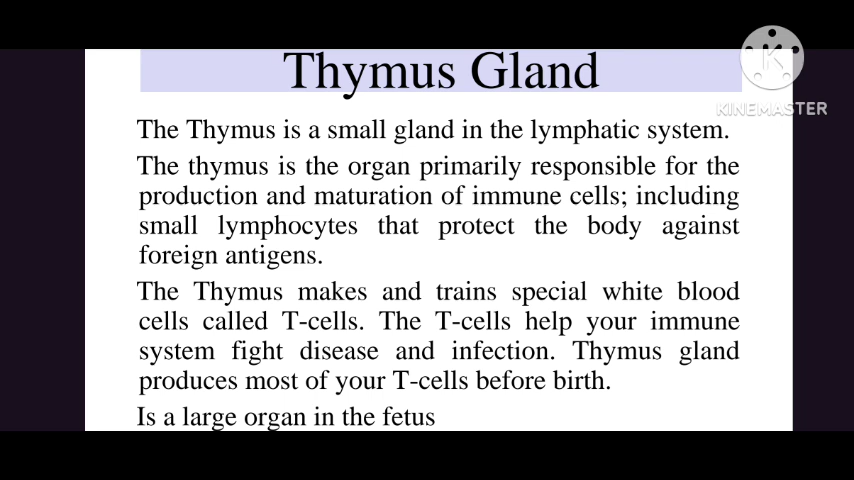 Thymus Gland
KINEMASTER
The Thymus is a small gland in the lymphatic system.
The thymus is the organ primarily responsible for the
production and maturation of immune cells; including
small lymphocytes that protect the body against
foreign antigens.
The Thymus makes and trains special white blood
cells called T-cells. The T-cells help your immune
system fight disease and infection. Thymus gland
produces most of your T-cells before birth.
Is a large organ in the fetus